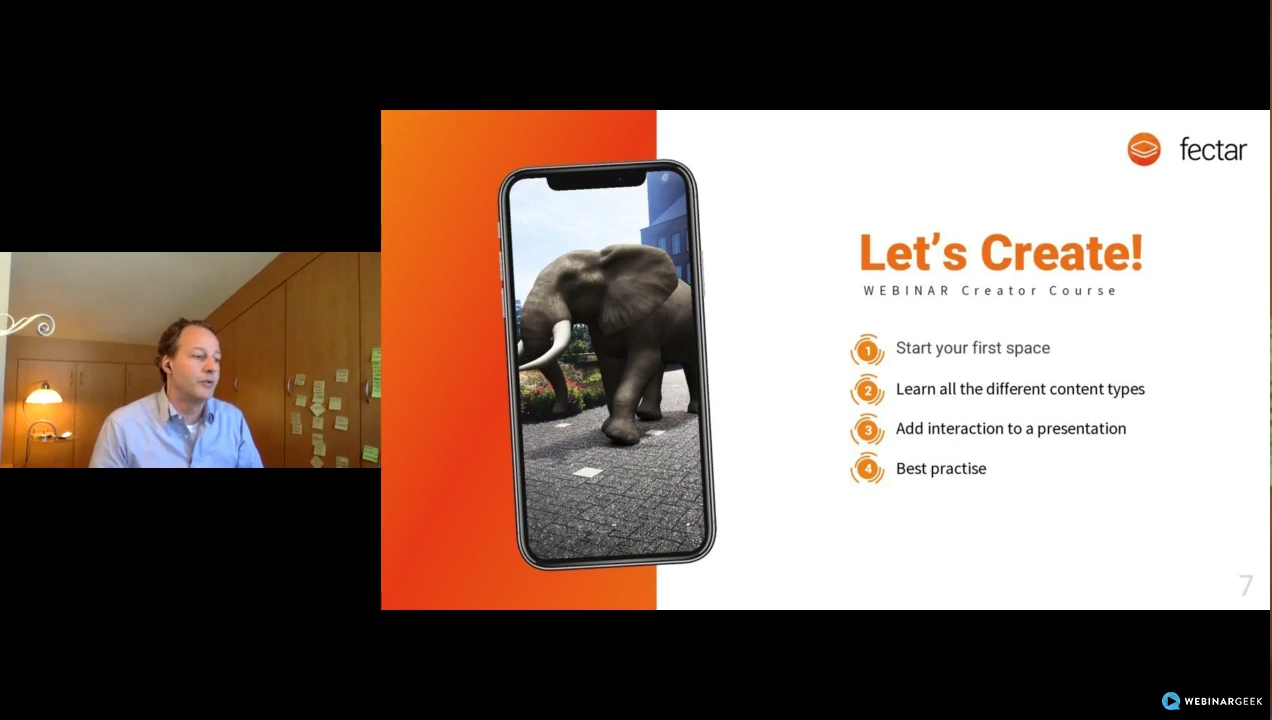 fectar
Let's Create!
WEBINAR Creator Course
1 Start your first space
2 Learn all the different content types
3 Add interaction to a presentation
4 Best practise
7
WEBINARGEEK